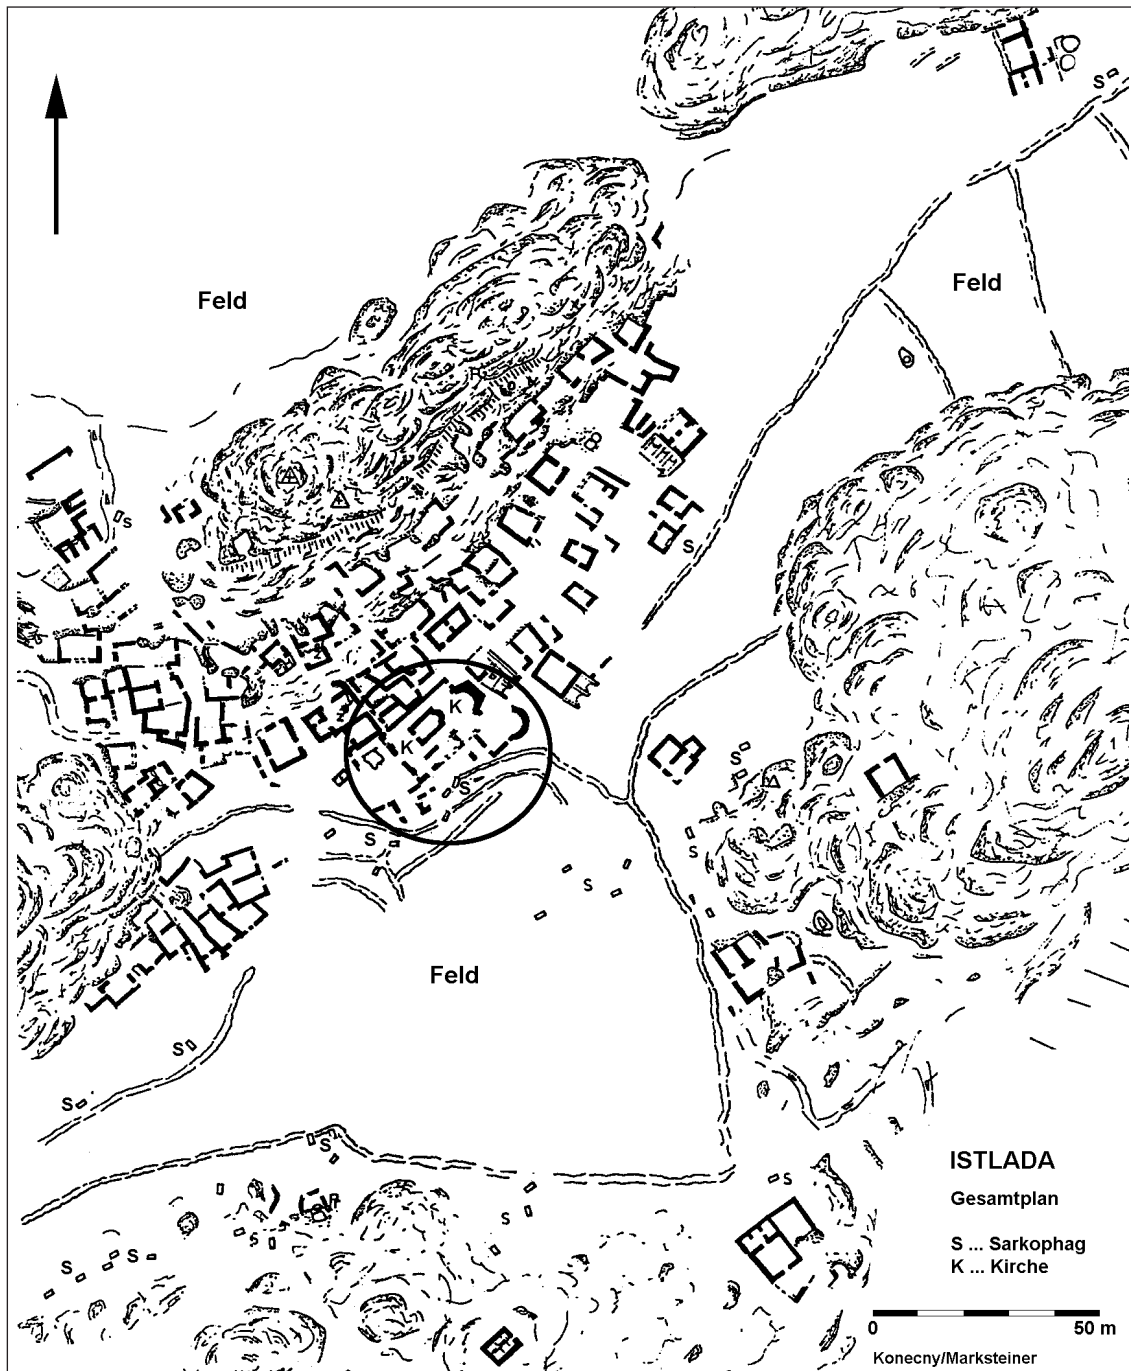 S
Feld
Feld
S
S
K
K
S
S
S
S
S
Feld
S
S
S
S
S
S
S
S
ISTLADA
Gesamtplan
S ... Sarkophag
K ... Kirche
0 50 m
Konecny/Marksteiner